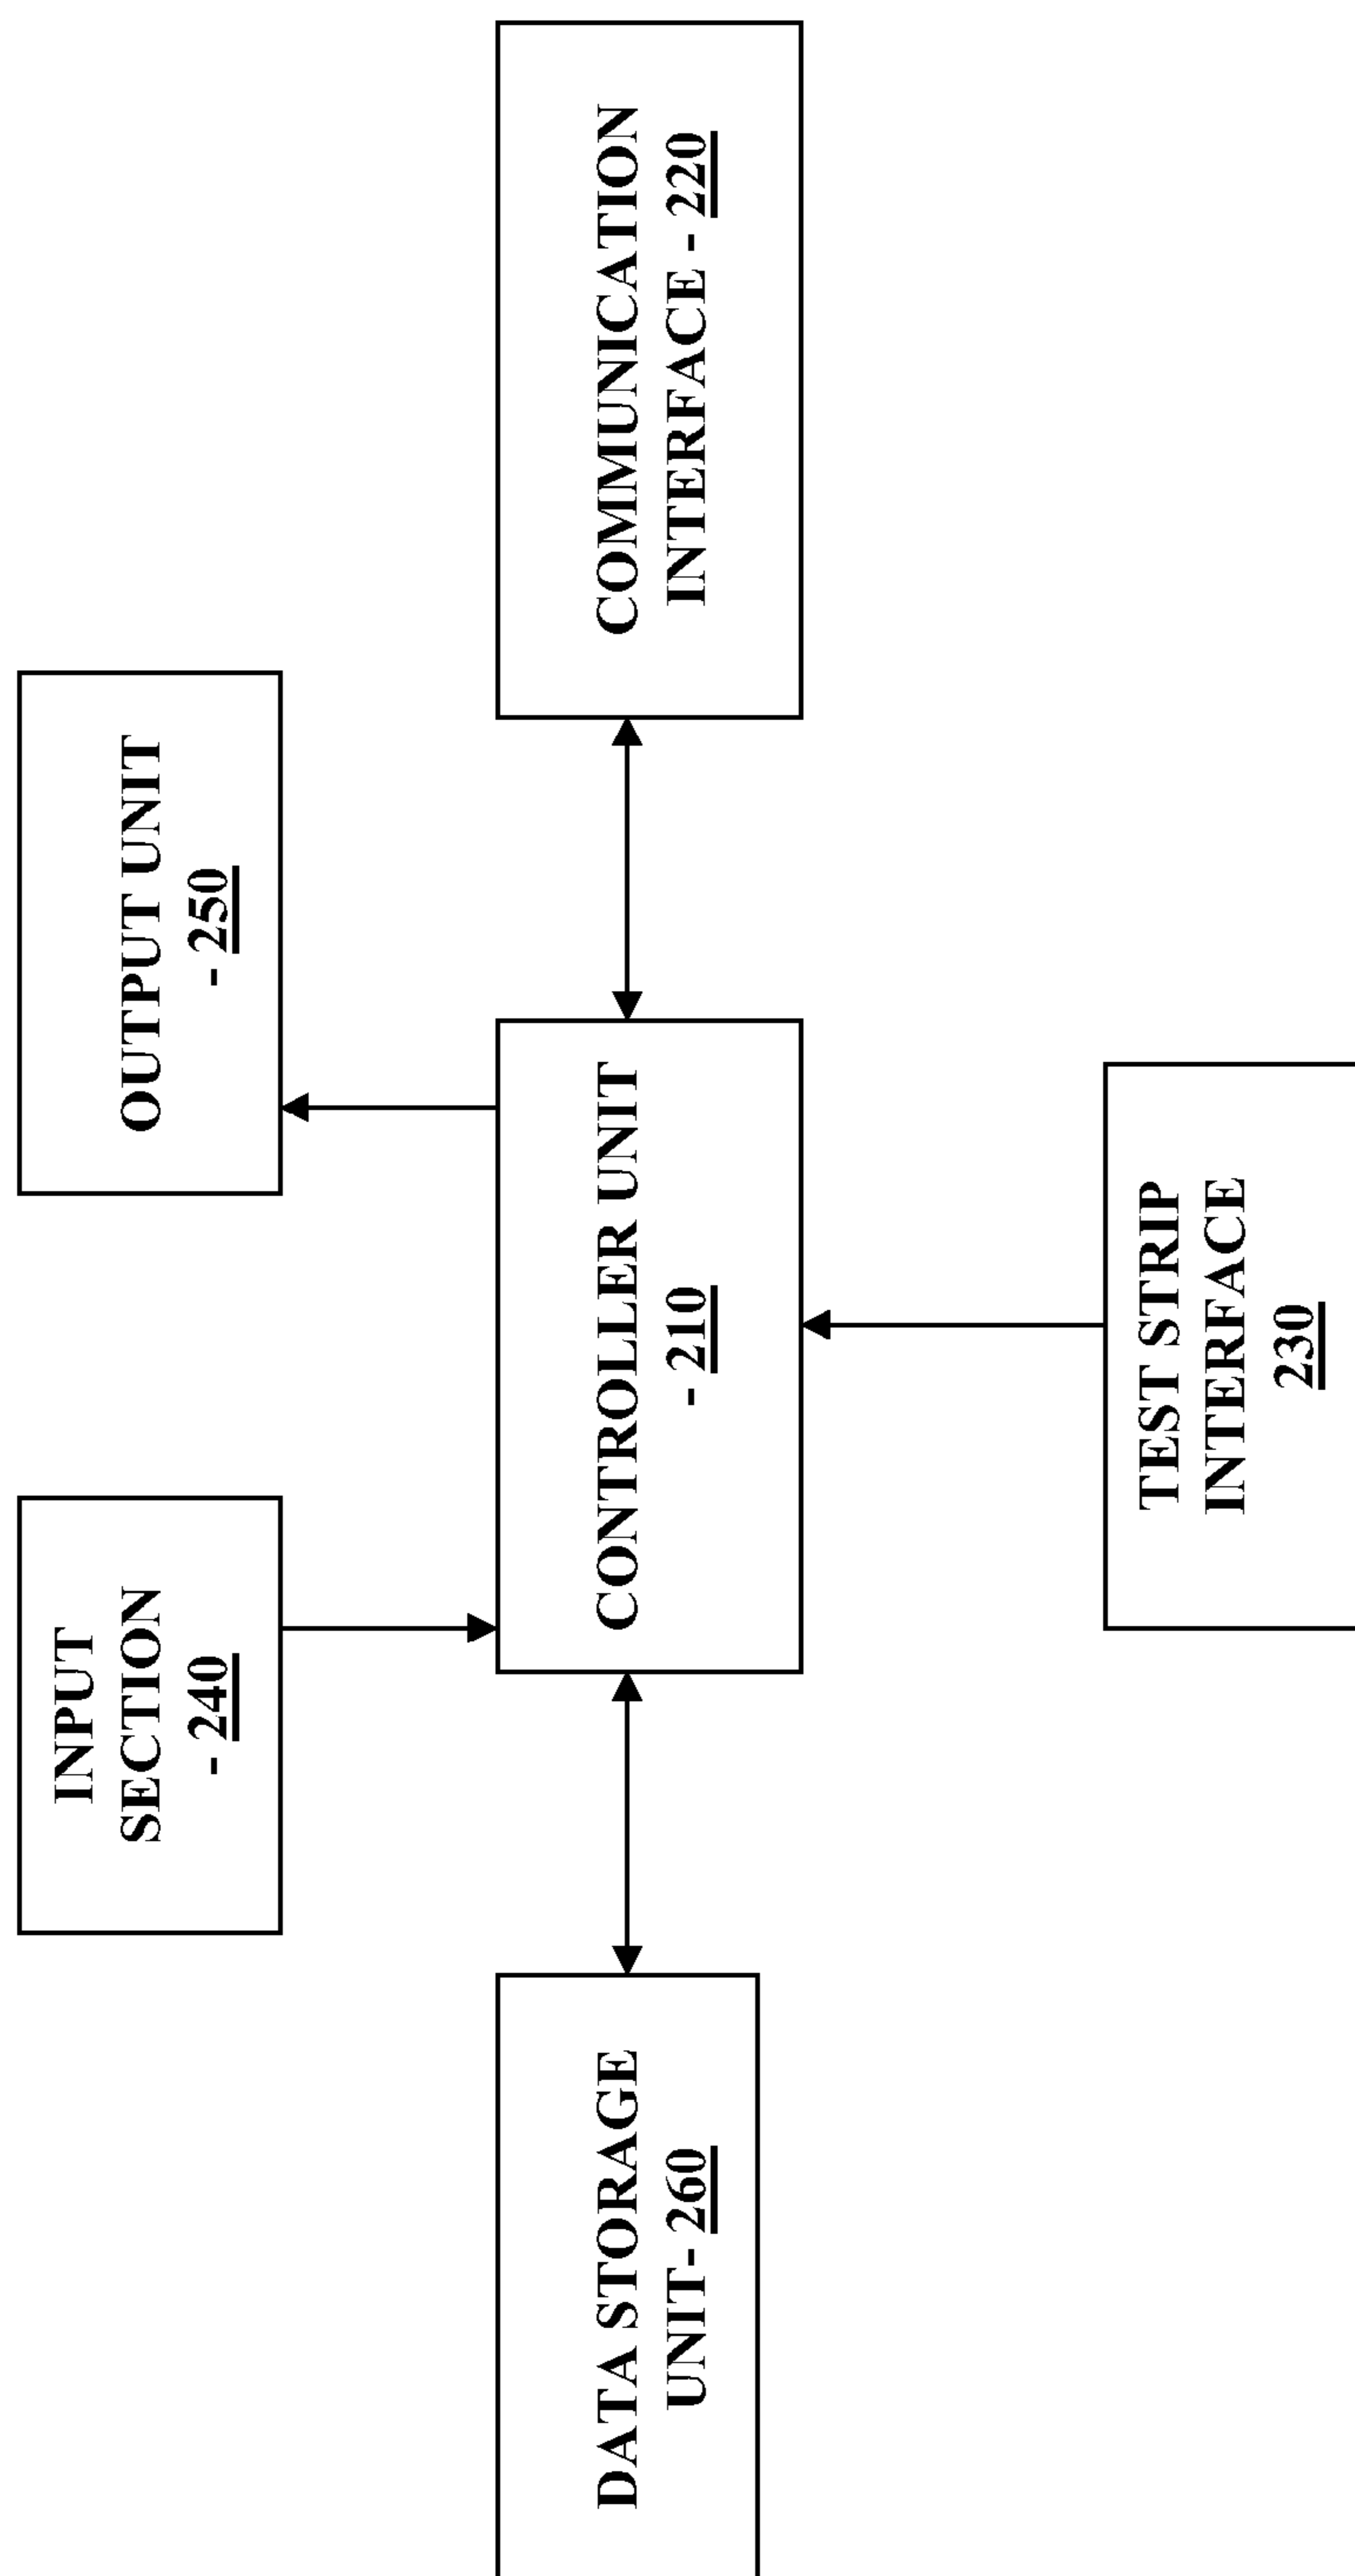 INPUT
SECTION
- 240
OUTPUT UNIT
- 250
DATA STORAGE
UNIT- 260
CONTROLLER UNIT
- 210
COMMUNICATION
INTERFACE - 220
TEST STRIP
INTERFACE
230